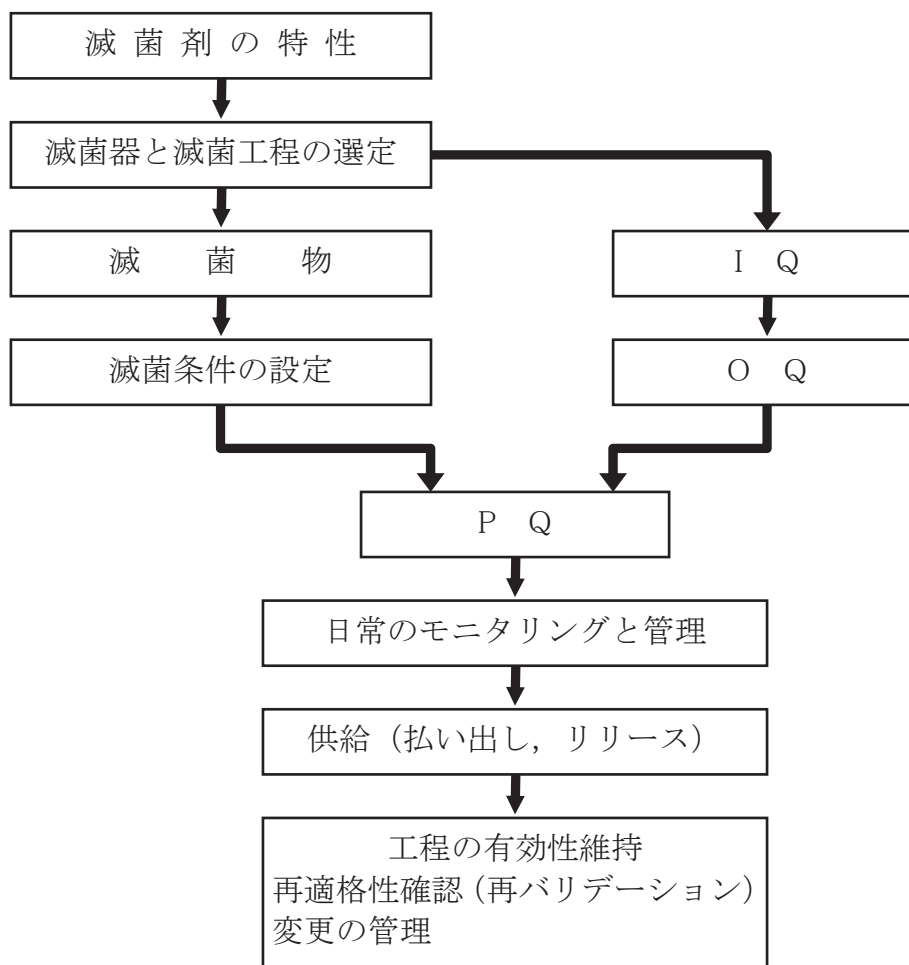 滅菌剤の特性
滅菌器と滅菌工程の選定
滅菌物
IQ
滅菌条件の設定
OQ
PQ
日常のモニタリングと管理
供給（払い出し，リリース）
工程の有効性維持
再適格性確認（再バリデーション）
変更の管理